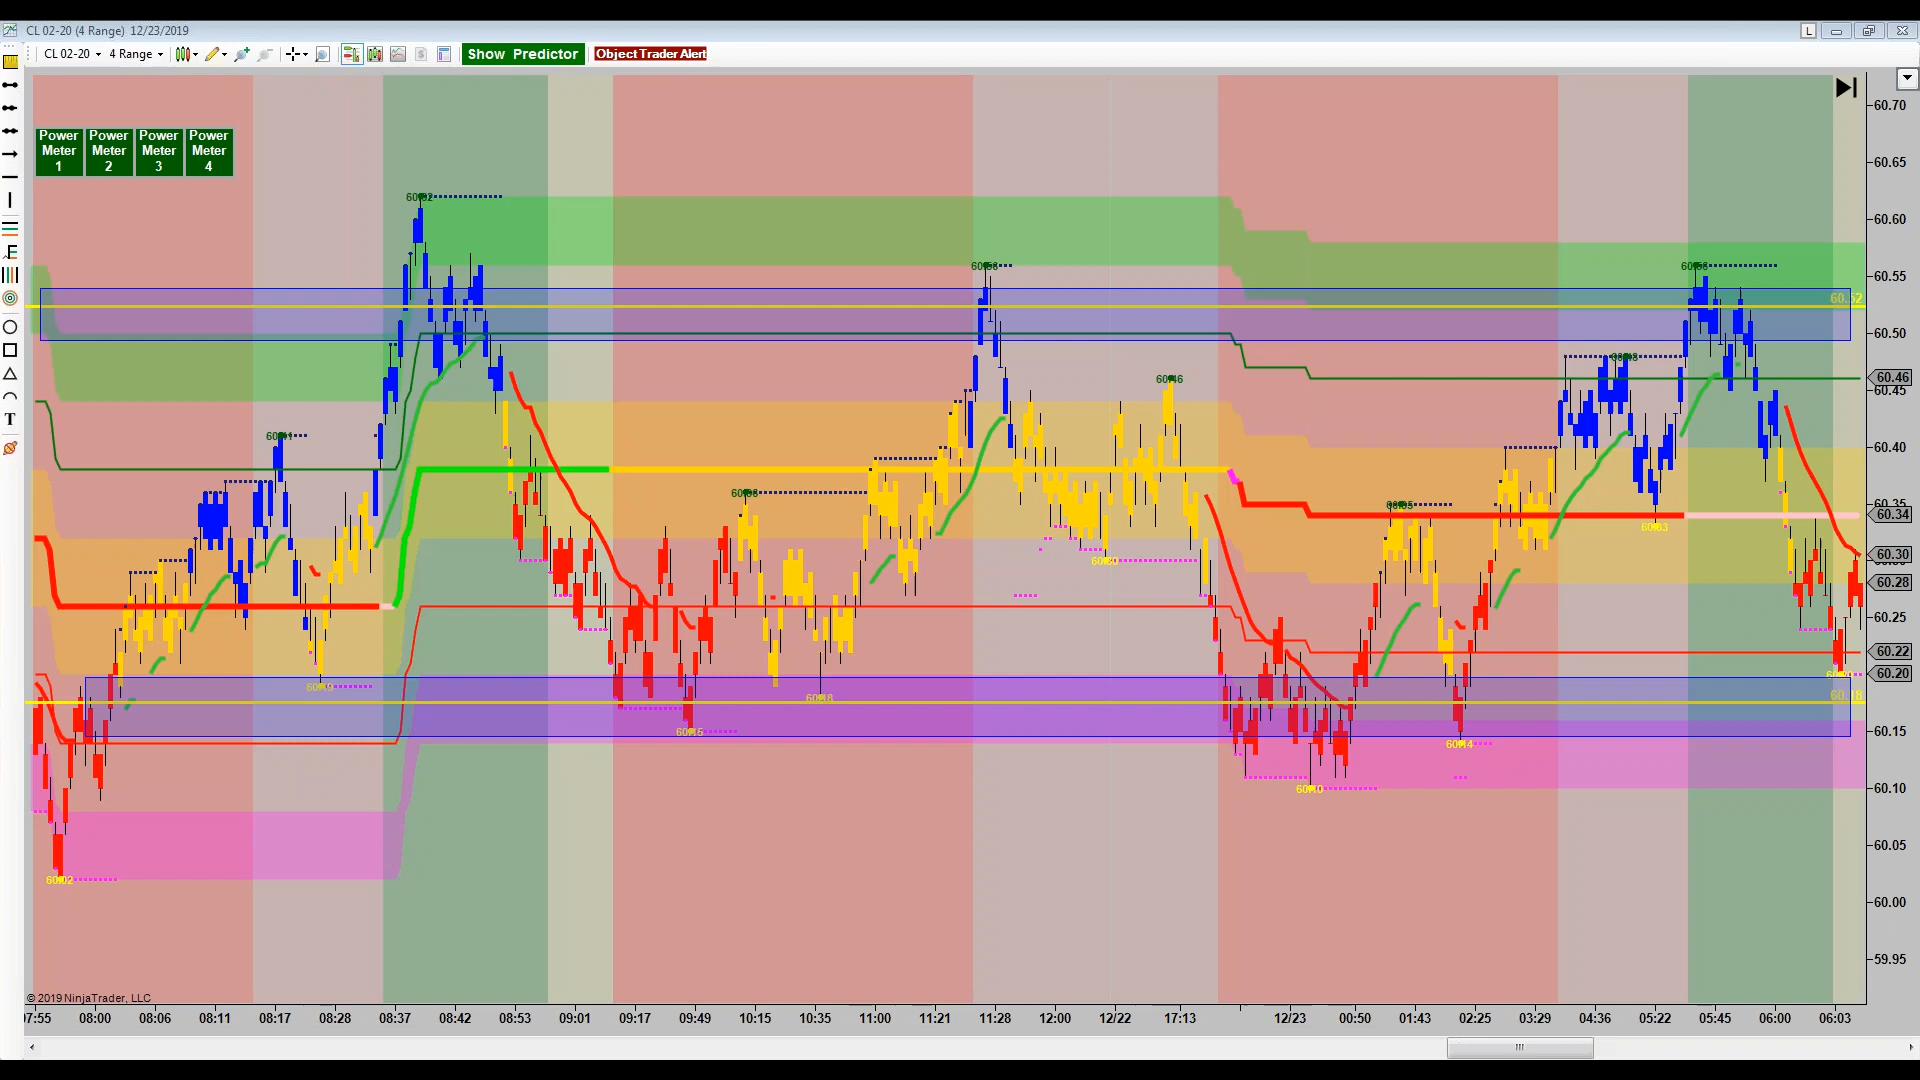 CL 02-20 (4 Range) 12/23/2019
L
CL 02-20 4 Range Show Predictor Object Trader Alert
Power Meter 1
Power Meter 2
Power Meter 3
Power Meter 4
T
60.70
60.65
60.60
60.55
60.50
60.46
60.45
60.40
60.35
60.34
60.30
60.28
60.25
60.22
60.20
60.15
60.10
60.05
60.00
59.95
60.46
60.30
60.15
60.14
60.10
60.02
© 2019 NinjaTrader, LLC
7:55 08:00 08:06 08:11 08:17 08:28 08:37 08:42 08:53 09:01 09:17 09:49 10:15 10:35 11:00 11:21 11:28 12:00 12/22 17:13 12/23 00:50 01:43 02:25 03:29 04:36 05:22 05:45 06:00 06:03